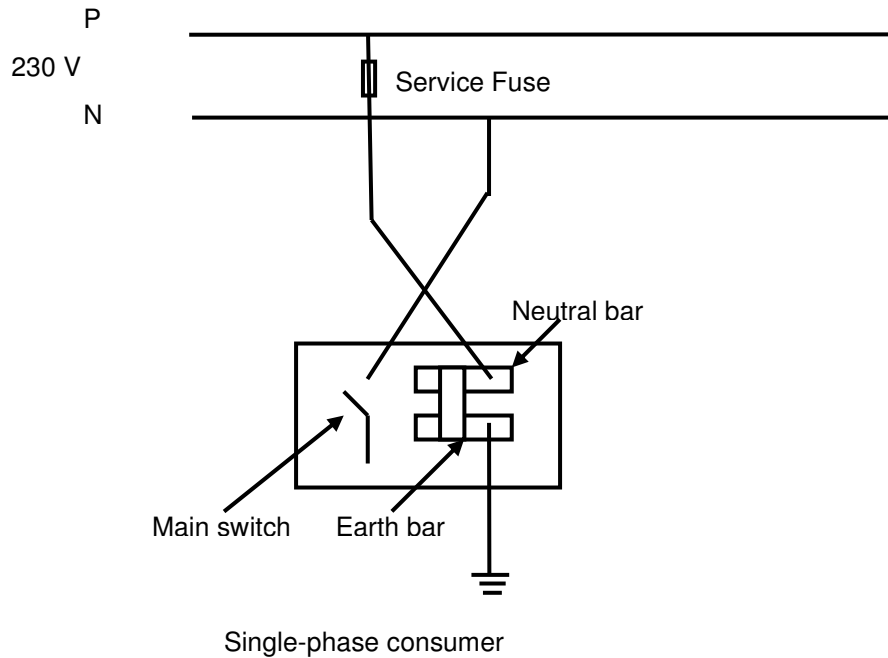 P
230 V
Service Fuse
N
Neutral bar
Main switch
Earth bar
Single-phase consumer